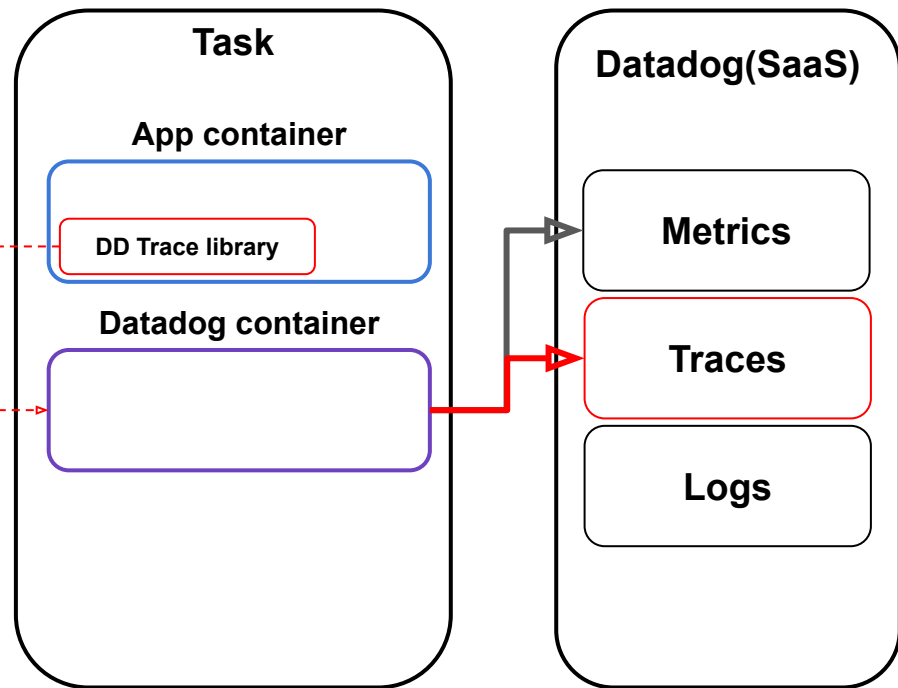 Task
App container
DD Trace library
Datadog container
Datadog(SaaS)
Metrics
Traces
Logs